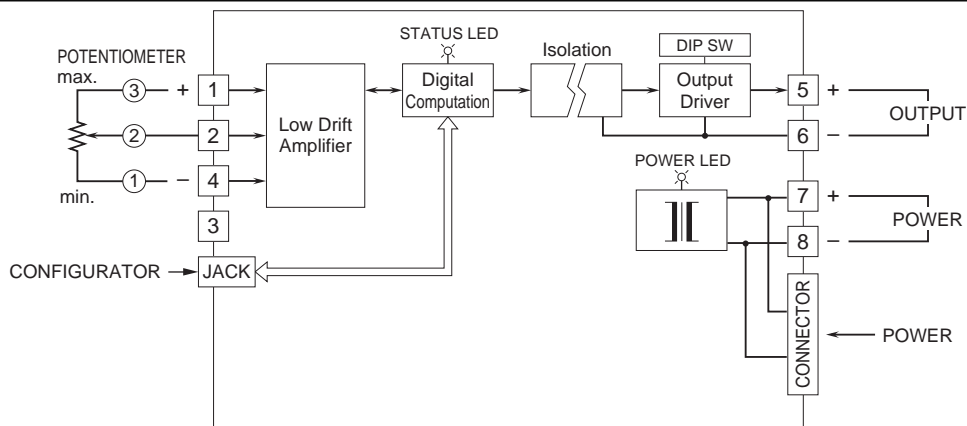 STATUS LED
Isolation
DIP SW
POTENTIOMETER
max.
3 + 1
Digital
Computation
Output
Driver
5 +
OUTPUT
2 2
Low Drift
Amplifier
6 −
1 − 4
min.
POWER LED
3
7 +
POWER
8 −
CONFIGURATOR JACK
CONNECTOR
POWER